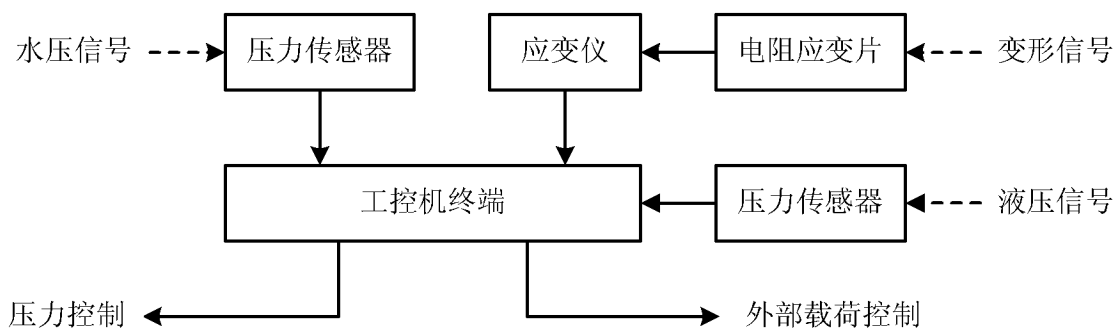 水压信号
压力传感器
应变仪
电阻应变片
变形信号
工控机终端
压力传感器
液压信号
压力控制
外部载荷控制